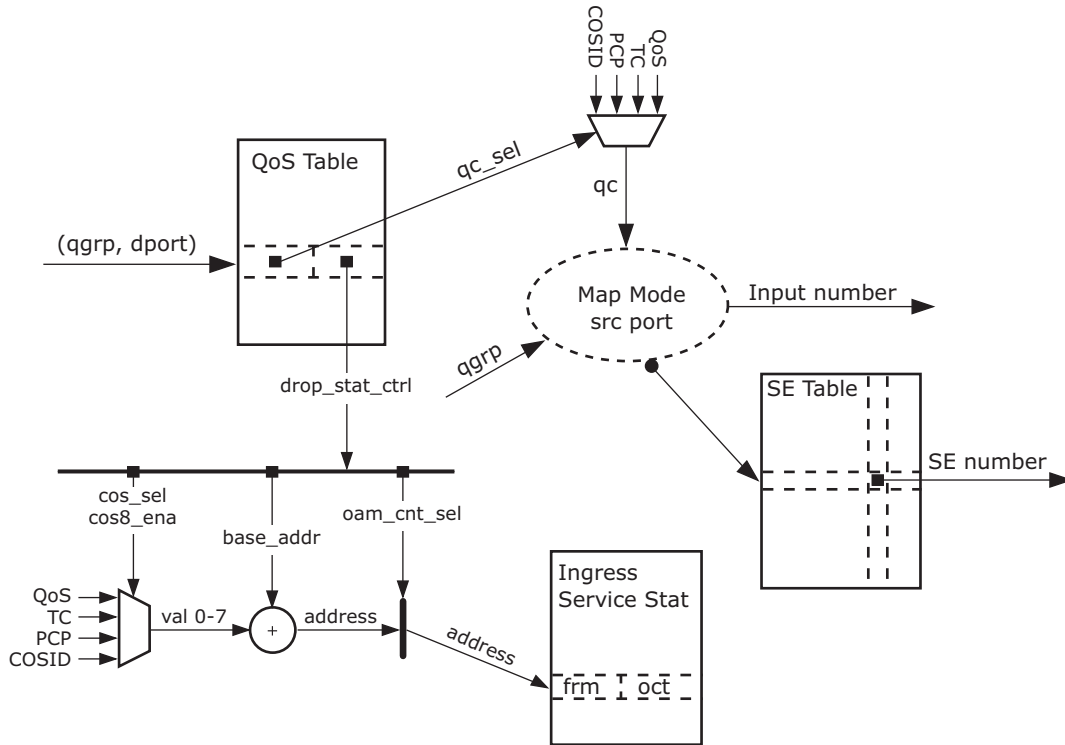 COSID
PCP
TC
QoS
QoS Table
qc_sel
qc
(qgrp, dport)
Map Mode
src port
Input number
qgrp
drop_stat_ctrl
SE Table
SE number
cos_sel
cos8_ena
base_addr
oam_cnt_sel
Ingress
Service Stat
QoS
TC
PCP
COSID
val 0-7
+
address
address
frm
oct